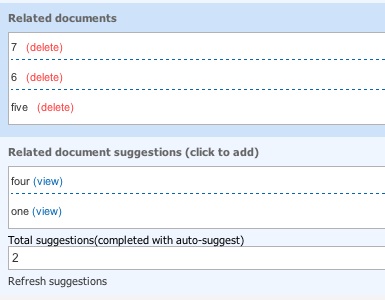 Related documents
7 (delete)
6 (delete)
five (delete)
Related document suggestions (click to add)
four (view)
one (view)
Total suggestions(completed with auto-suggest)
2
Refresh suggestions